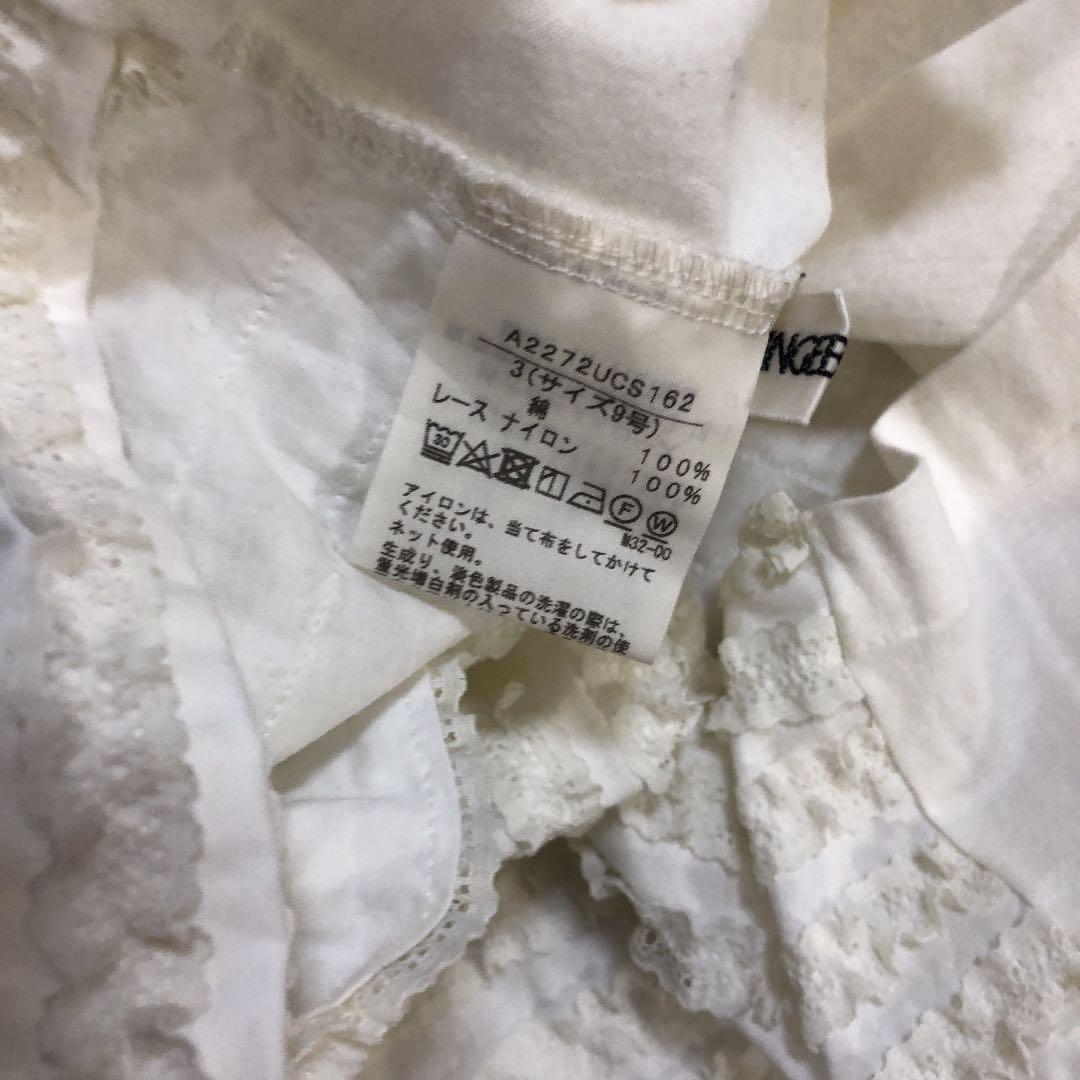 A2272UCS162
3(サイズ9号)
綿 100%
レース ナイロン 100%
30
F W
M32-00
アイロンは、当て布をしてかけて
ください。
ネット使用。
生成り、淡色製品の洗濯の際は、
蛍光増白剤の入っている洗剤の使
INGEB